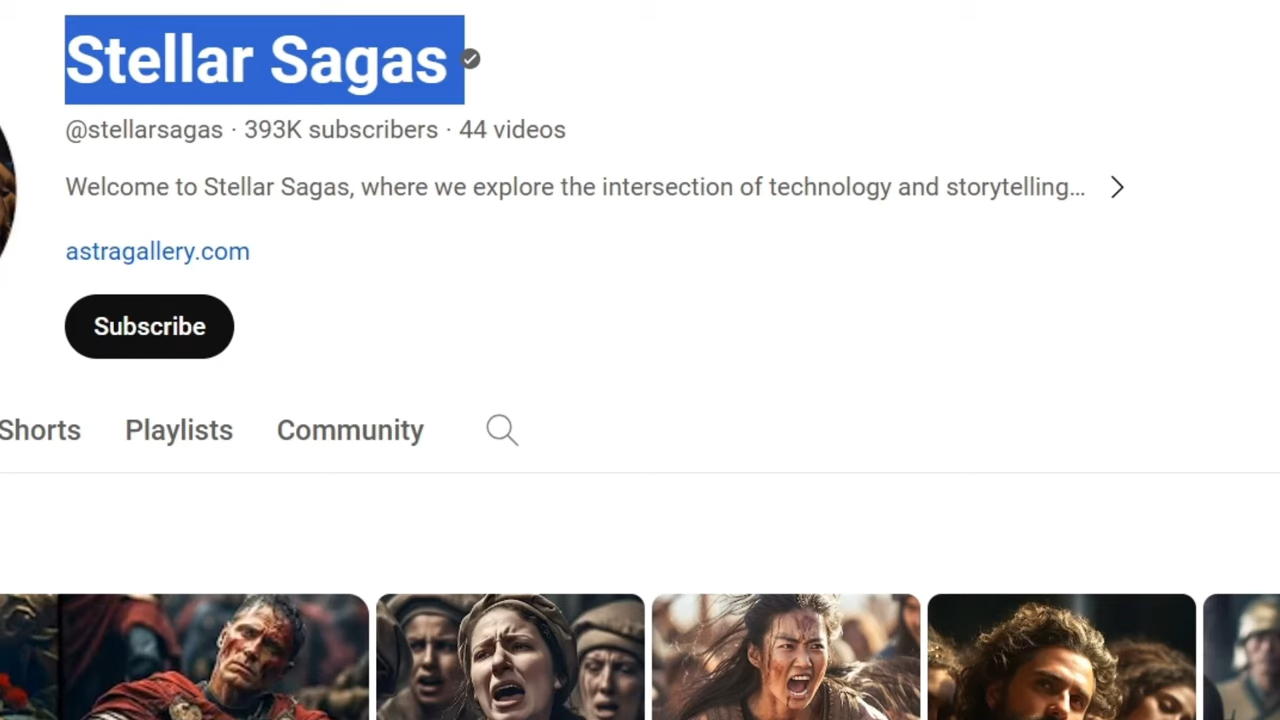 Stellar Sagas
@stellarsagas · 393K subscribers · 44 videos
Welcome to Stellar Sagas, where we explore the intersection of technology and storytelling...
astragallery.com
Subscribe
Shorts Playlists Community